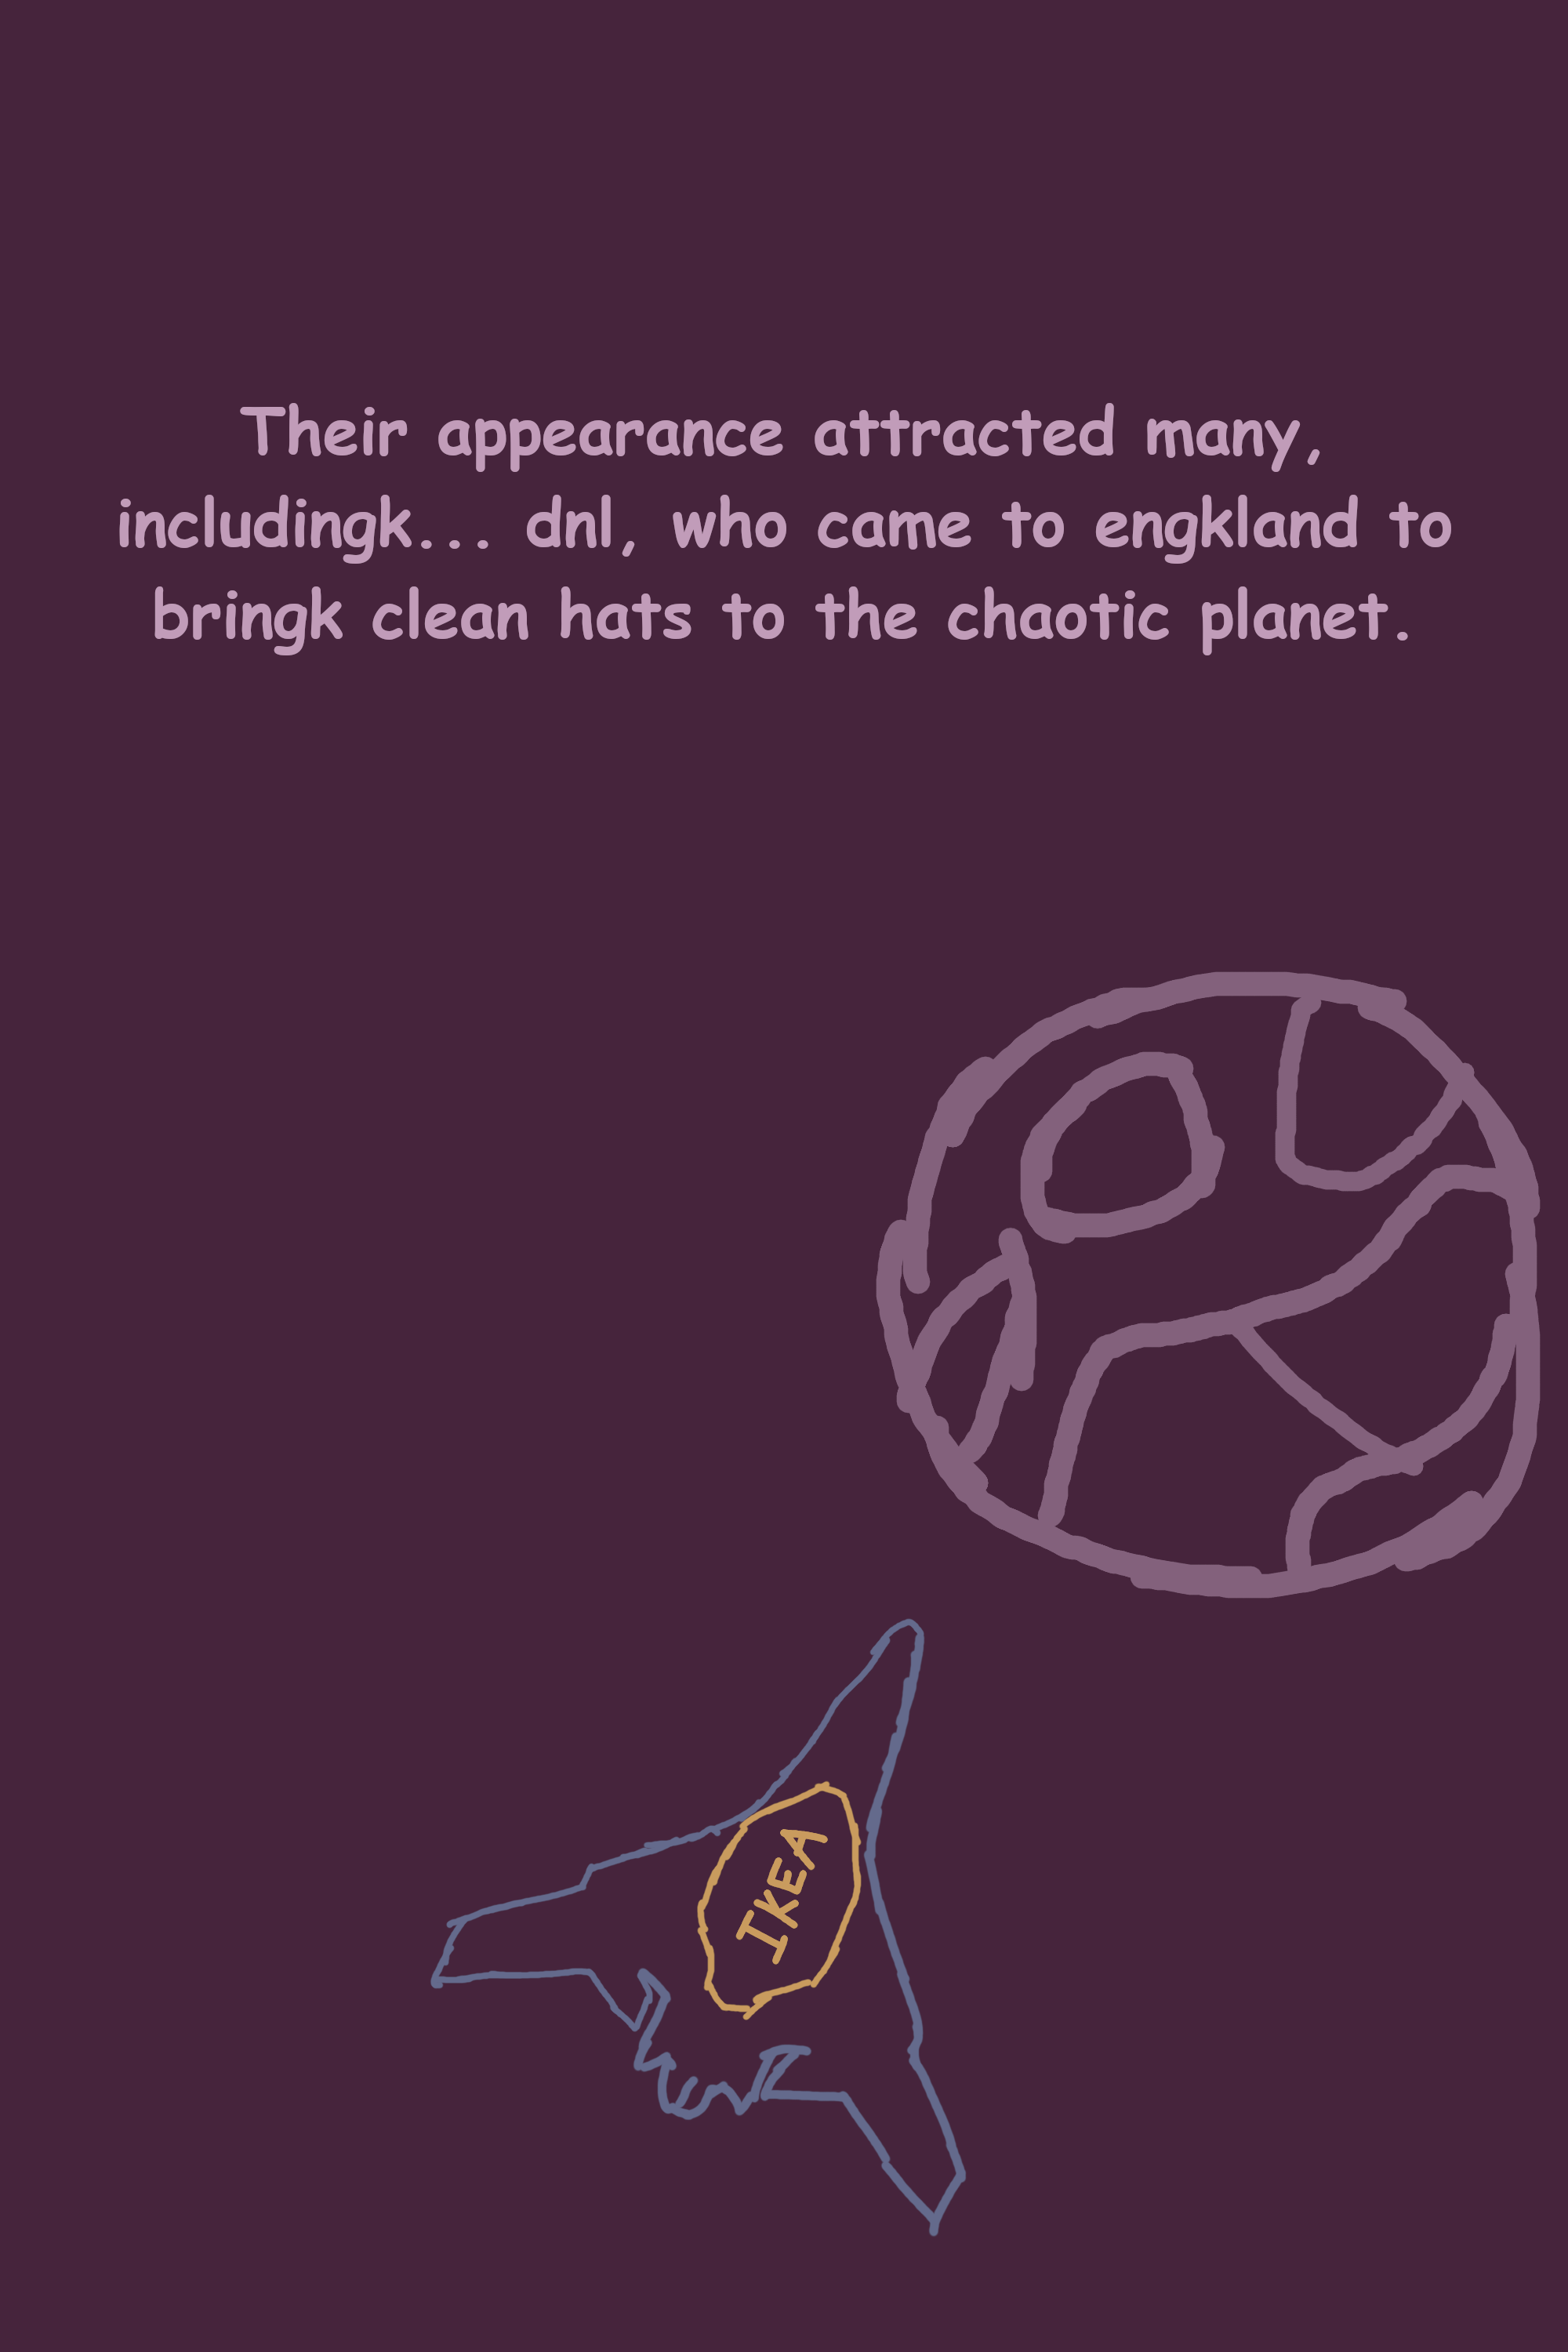 Their appearance attracted many,
includingk... dnl, who came to engkland to
bringk clean hats to the chaotic planet.
IKEA